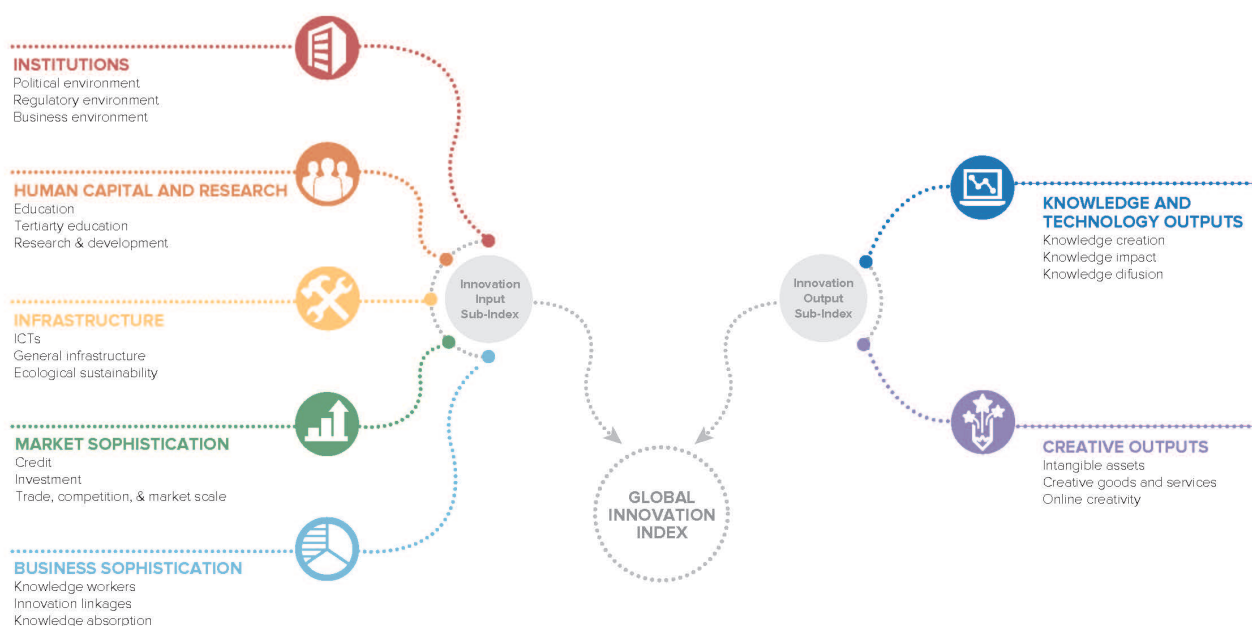 INSTITUTIONS
Political environment
Regulatory environment
Business environment
HUMAN CAPITAL AND RESEARCH
Education
Tertiarty education
Research & development
INFRASTRUCTURE
ICTs
General infrastructure
Ecological sustainability
MARKET SOPHISTICATION
Credit
Investment
Trade, competition, & market scale
BUSINESS SOPHISTICATION
Knowledge workers
Innovation linkages
Knowledge absorption
Innovation
Input
Sub-Index
GLOBAL
INNOVATION
INDEX
Innovation
Output
Sub-Index
KNOWLEDGE AND
TECHNOLOGY OUTPUTS
Knowledge creation
Knowledge impact
Knowledge difusion
CREATIVE OUTPUTS
Intangible assets
Creative goods and services
Online creativity